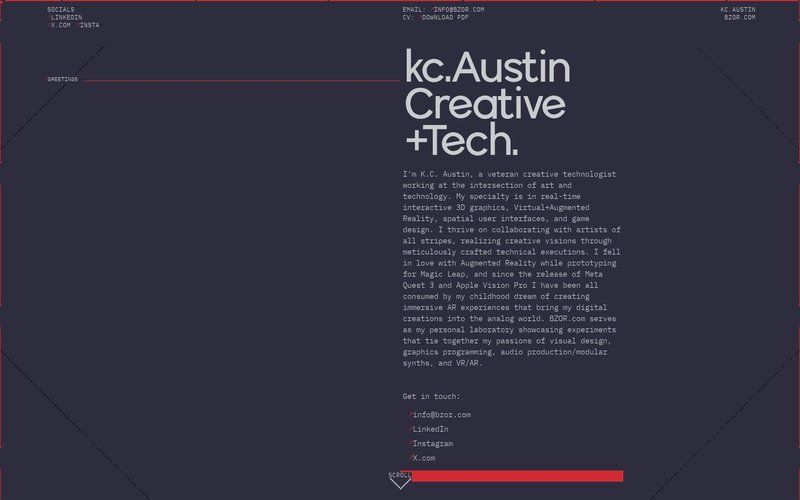 SOCIALS
↗LINKEDIN
↗X.COM ↗INSTA
EMAIL: ↗INFO@BZOR.COM
CV: ↗DOWNLOAD PDF
KC.AUSTIN
BZOR.COM
GREETINGS
kc.Austin
Creative
+Tech.
I'm K.C. Austin, a veteran creative technologist
working at the intersection of art and
technology. My specialty is in real-time
interactive 3D graphics, Virtual+Augmented
Reality, spatial user interfaces, and game
design. I thrive on collaborating with artists of
all stripes, realizing creative visions through
meticulously crafted technical executions. I fell
in love with Augmented Reality while prototyping
for Magic Leap, and since the release of Meta
Quest 3 and Apple Vision Pro I have been all
consumed by my childhood dream of creating
immersive AR experiences that bring my digital
creations into the analog world. BZOR.com serves
as my personal laboratory showcasing experiments
that tie together my passions of visual design,
graphics programming, audio production/modular
synths, and VR/AR.
Get in touch:
↗info@bzor.com
↗LinkedIn
↗Instagram
↗X.com
SCROLL